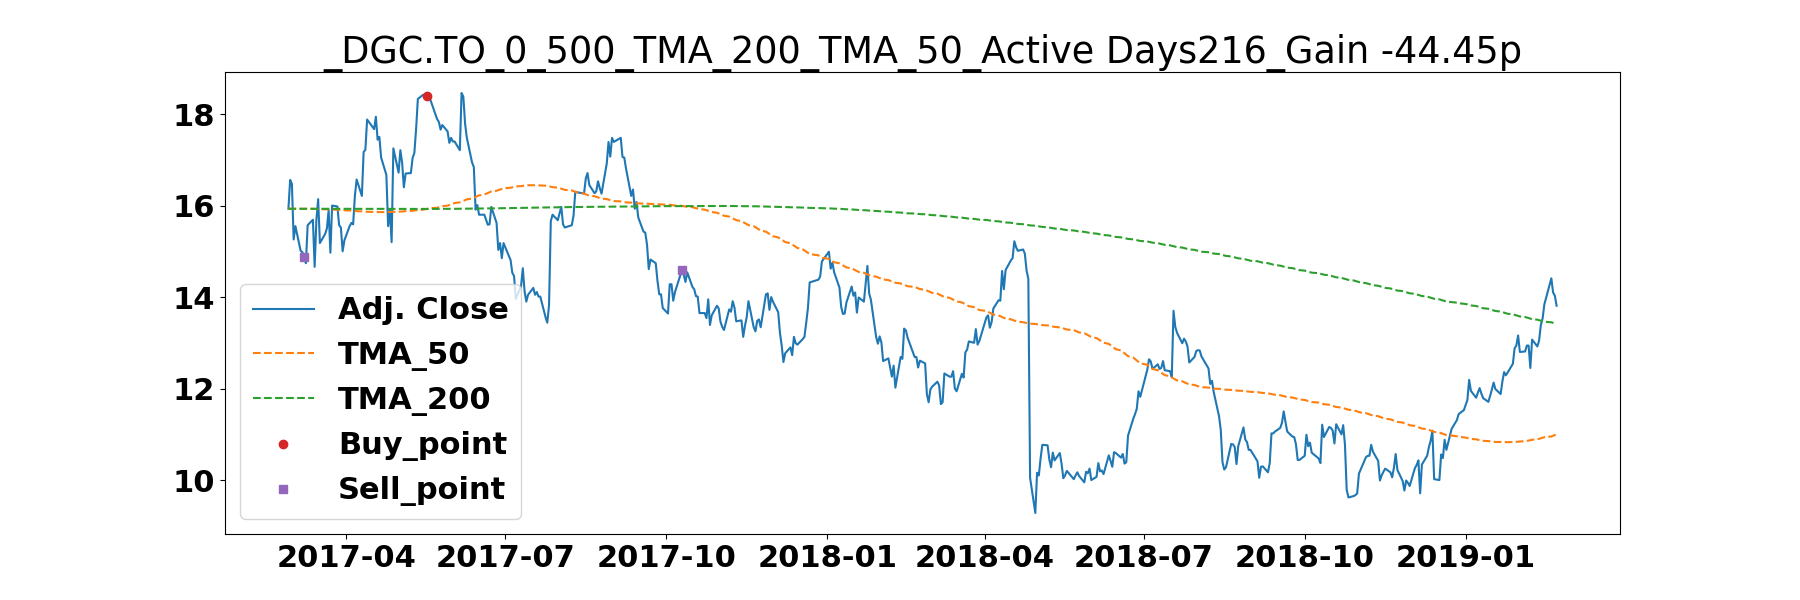 _DGC.TO_0_500_TMA_200_TMA_50_Active Days216_Gain -44.45p
18
16
14
12
10
Adj. Close
TMA_50
TMA_200
Buy_point
Sell_point
2017-04 2017-07 2017-10 2018-01 2018-04 2018-07 2018-10 2019-01